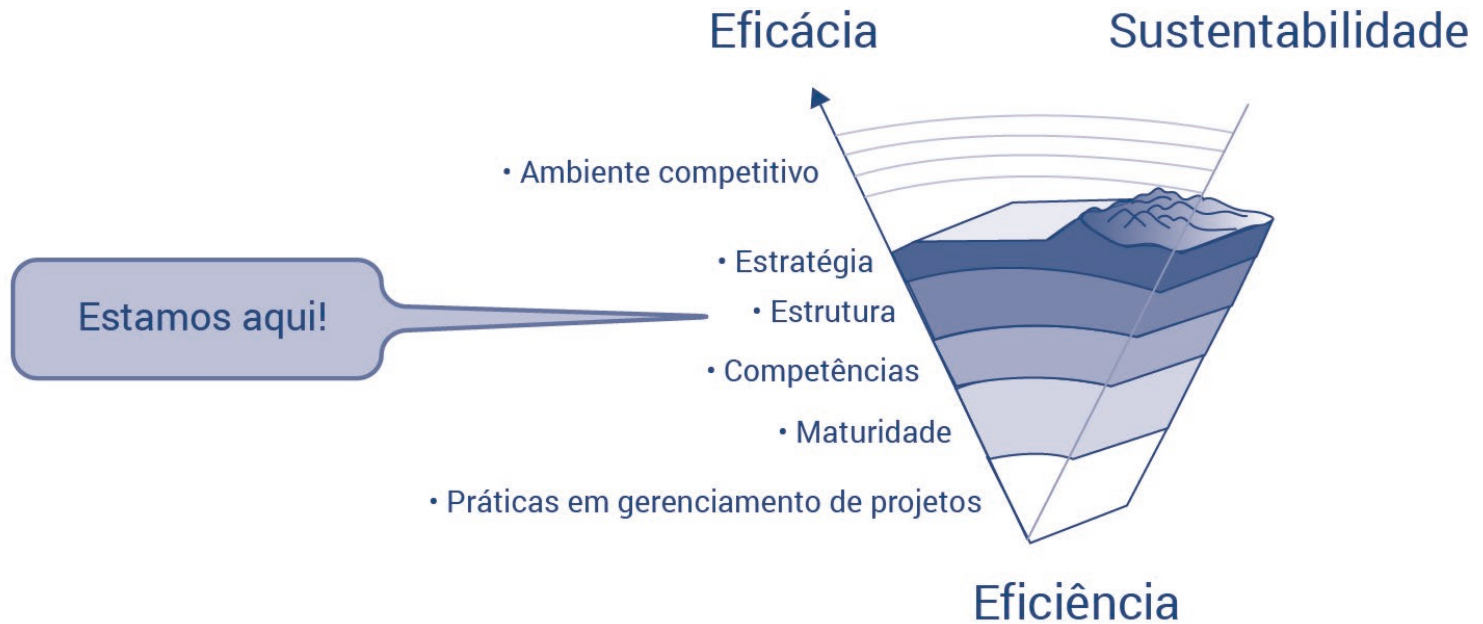 Eficácia
Sustentabilidade
• Ambiente competitivo
• Estratégia
Estamos aqui!
• Estrutura
• Competências
• Maturidade
• Práticas em gerenciamento de projetos
Eficiência